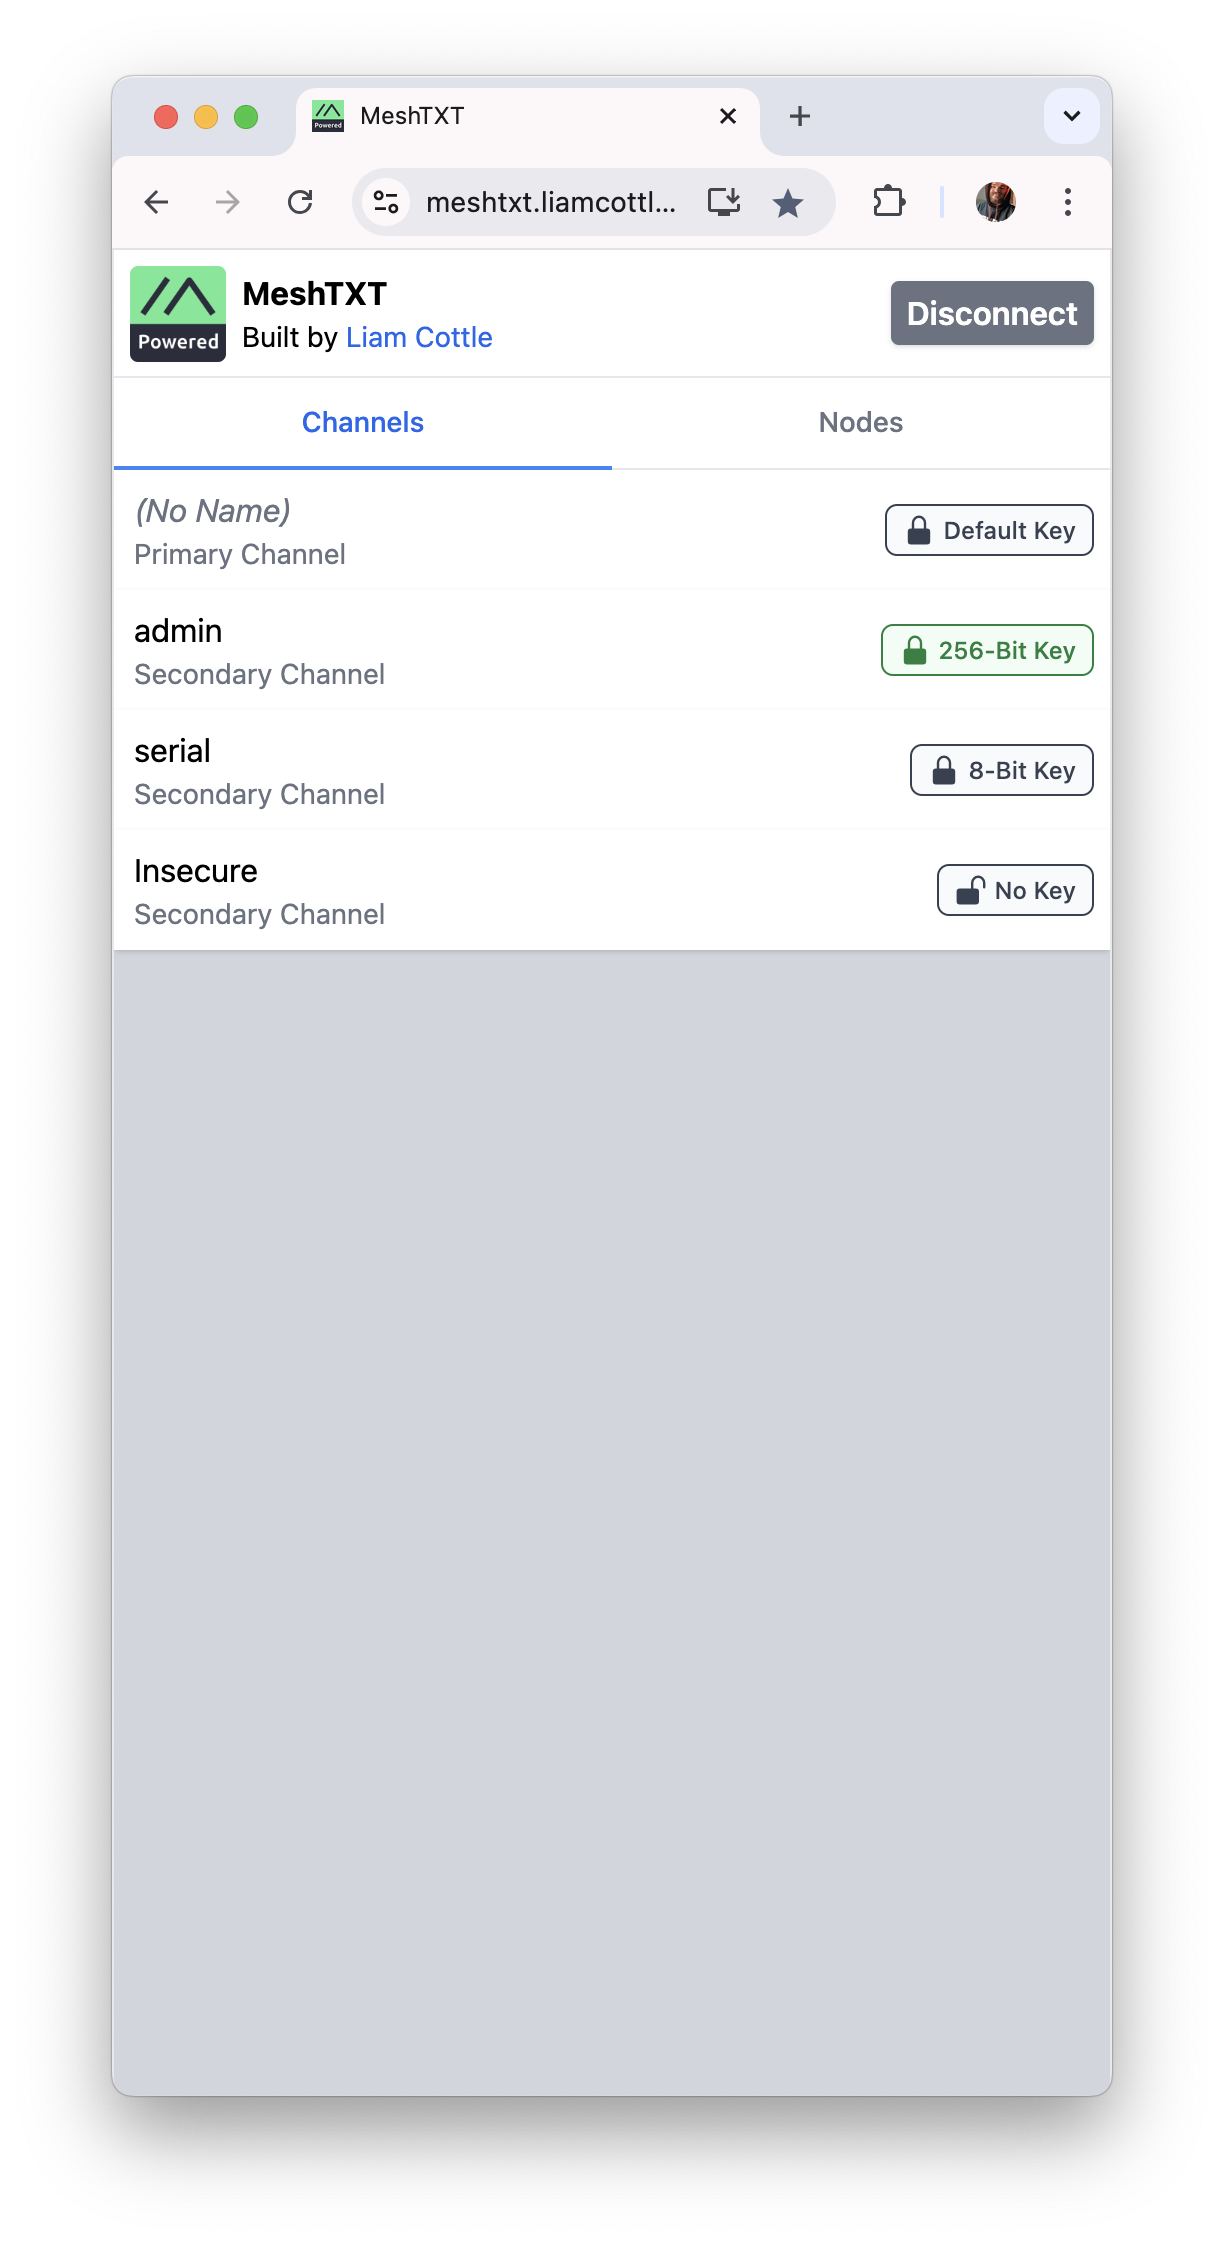 MeshTXT
meshtxt.liamcottl...
Powered
MeshTXT
Built by Liam Cottle
Disconnect
Channels
Nodes
(No Name)
Primary Channel
Default Key
admin
Secondary Channel
256-Bit Key
serial
Secondary Channel
8-Bit Key
Insecure
Secondary Channel
No Key